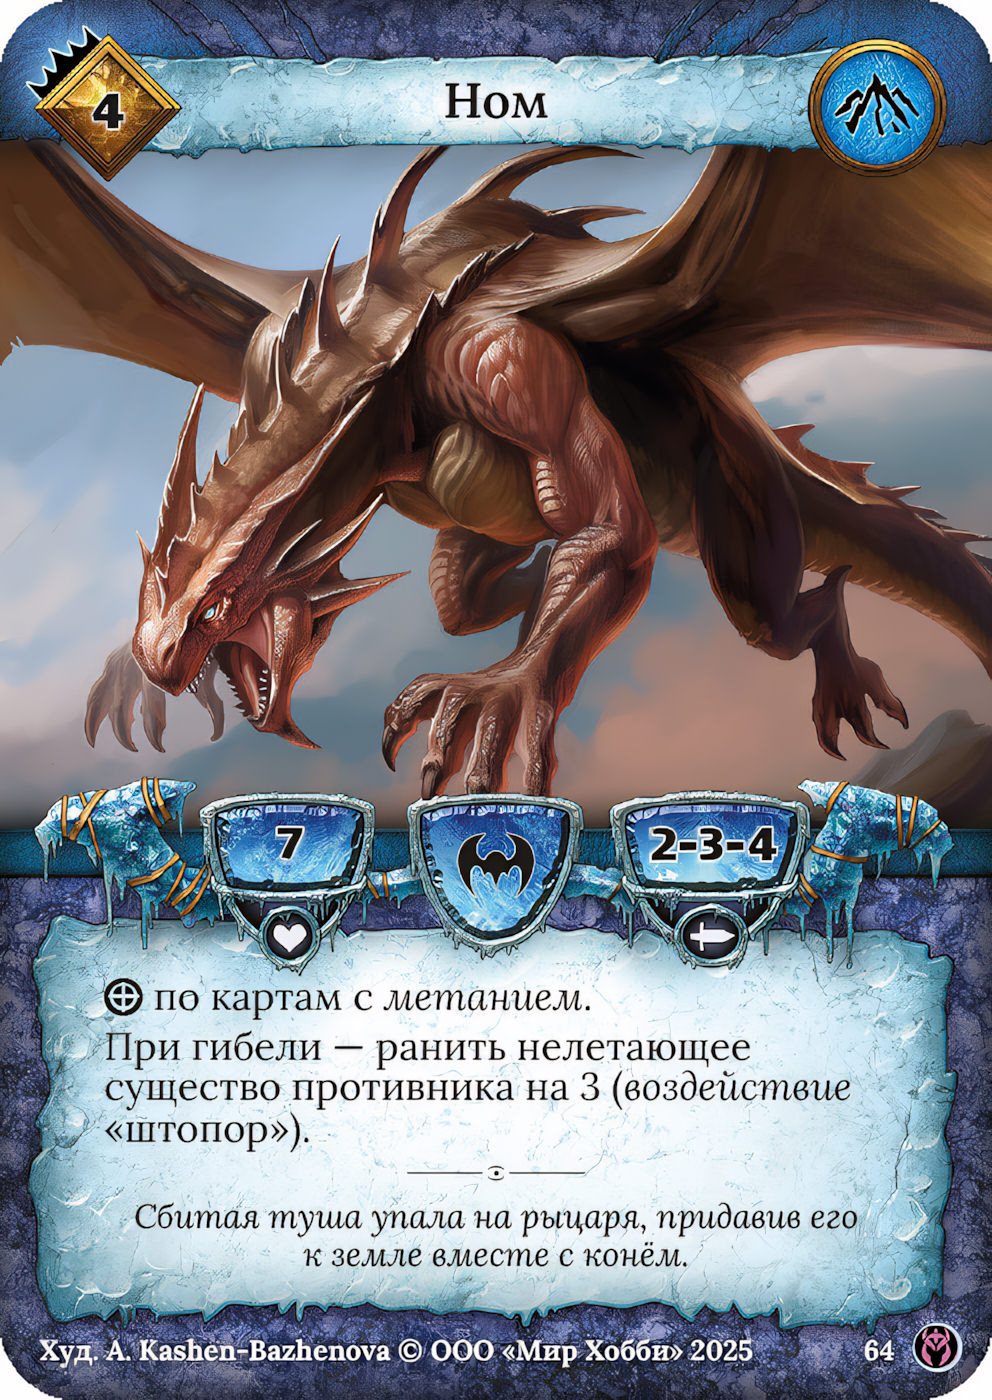 4
Ном
7
2-3-4
по картам с метанием.
При гибели — ранить нелетающее
существо противника на 3 (воздействие
«штопор»).
Сбитая туша упала на рыцаря, придавив его
к земле вместе с конём.
Худ. А. Kashen-Bazhenova © ООО «Мир Хобби» 2025
64